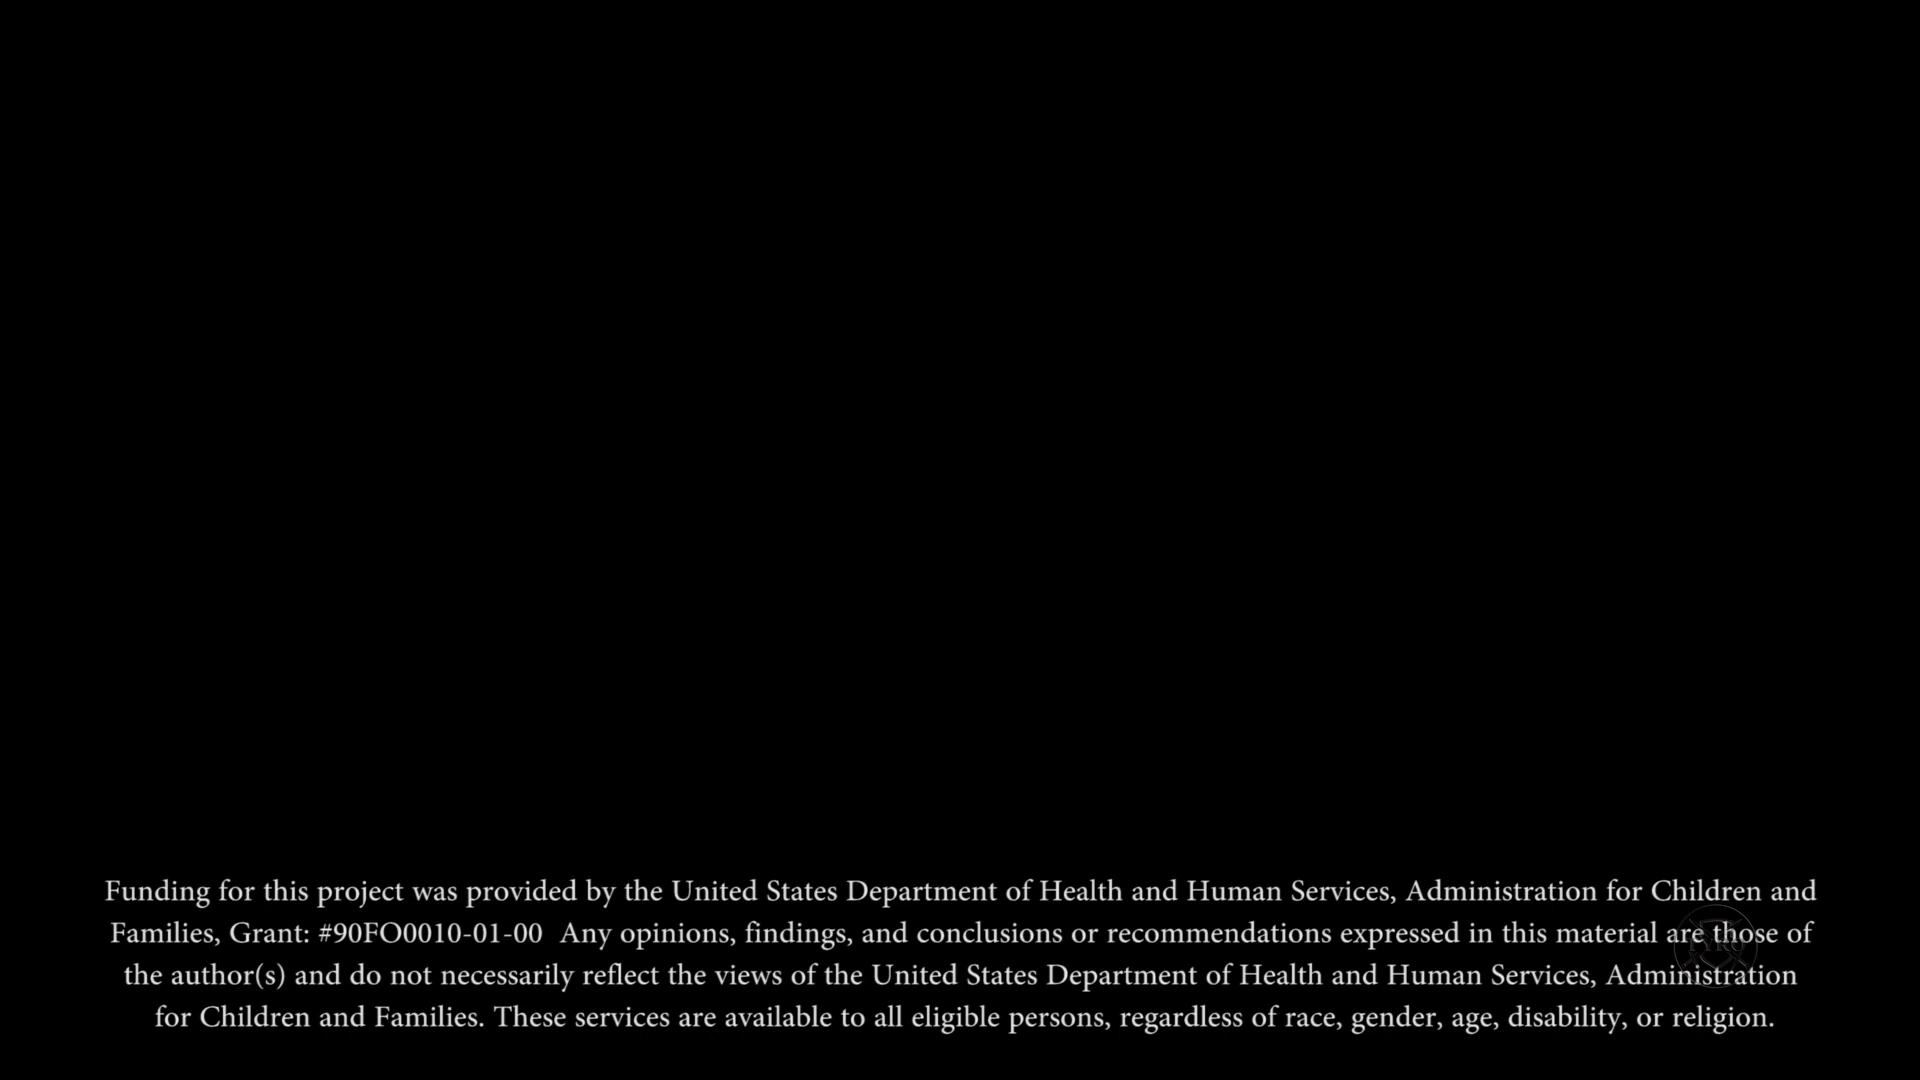 Funding for this project was provided by the United States Department of Health and Human Services, Administration for Children and
Families, Grant: #90FO0010-01-00 Any opinions, findings, and conclusions or recommendations expressed in this material are those of
the author(s) and do not necessarily reflect the views of the United States Department of Health and Human Services, Administration
for Children and Families. These services are available to all eligible persons, regardless of race, gender, age, disability, or religion.
TYRO